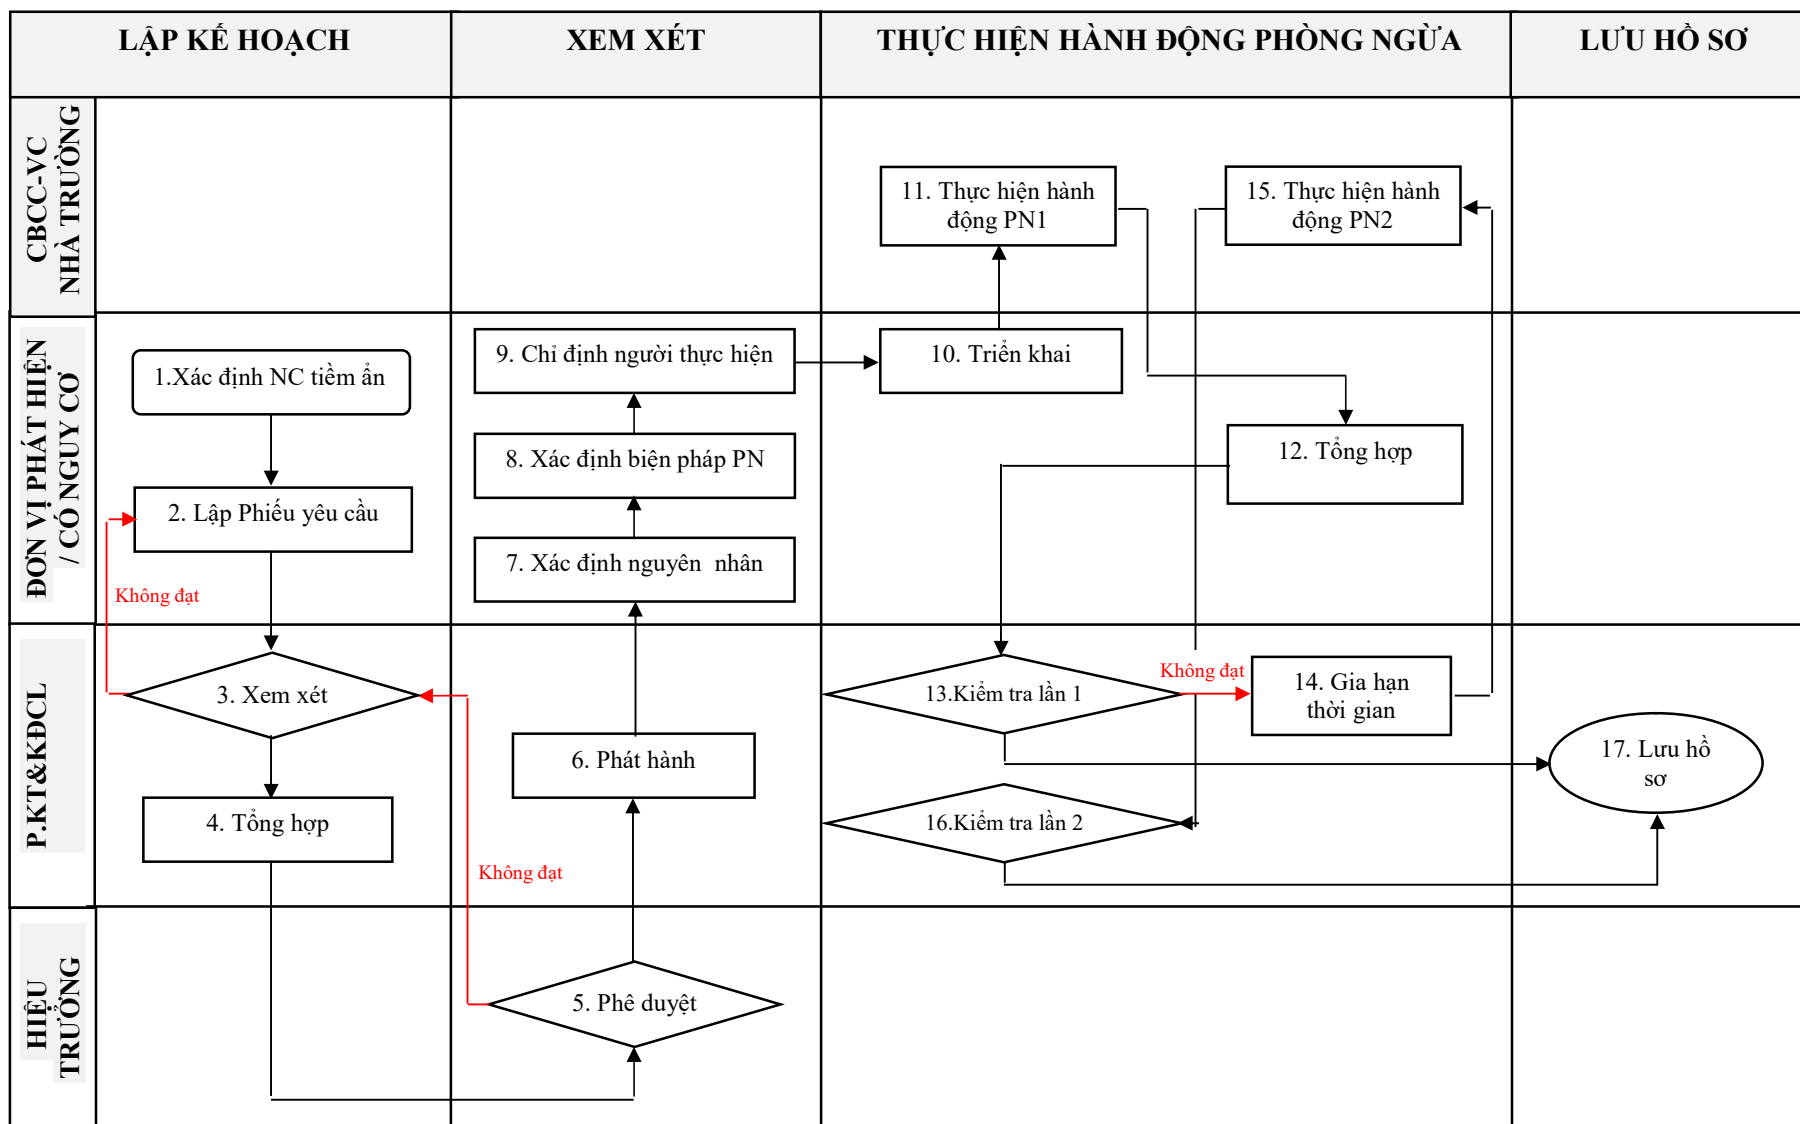 LẬP KẾ HOẠCH
XEM XÉT
THỰC HIỆN HÀNH ĐỘNG PHÒNG NGỪA
LƯU HỒ SƠ
CBCC-VC
NHÀ TRƯỜNG
11. Thực hiện hành
động PN1
15. Thực hiện hành
động PN2
ĐƠN VỊ PHÁT HIỆN
/ CÓ NGUY CƠ
1.Xác định NC tiềm ẩn
9. Chỉ định người thực hiện
10. Triển khai
8. Xác định biện pháp PN
12. Tổng hợp
2. Lập Phiếu yêu cầu
7. Xác định nguyên nhân
Không đạt
P.KT&KĐCL
3. Xem xét
13.Kiểm tra lần 1
Không đạt
14. Gia hạn
thời gian
6. Phát hành
17. Lưu hồ
sơ
4. Tổng hợp
16.Kiểm tra lần 2
Không đạt
HIỆU
TRƯỞNG
5. Phê duyệt